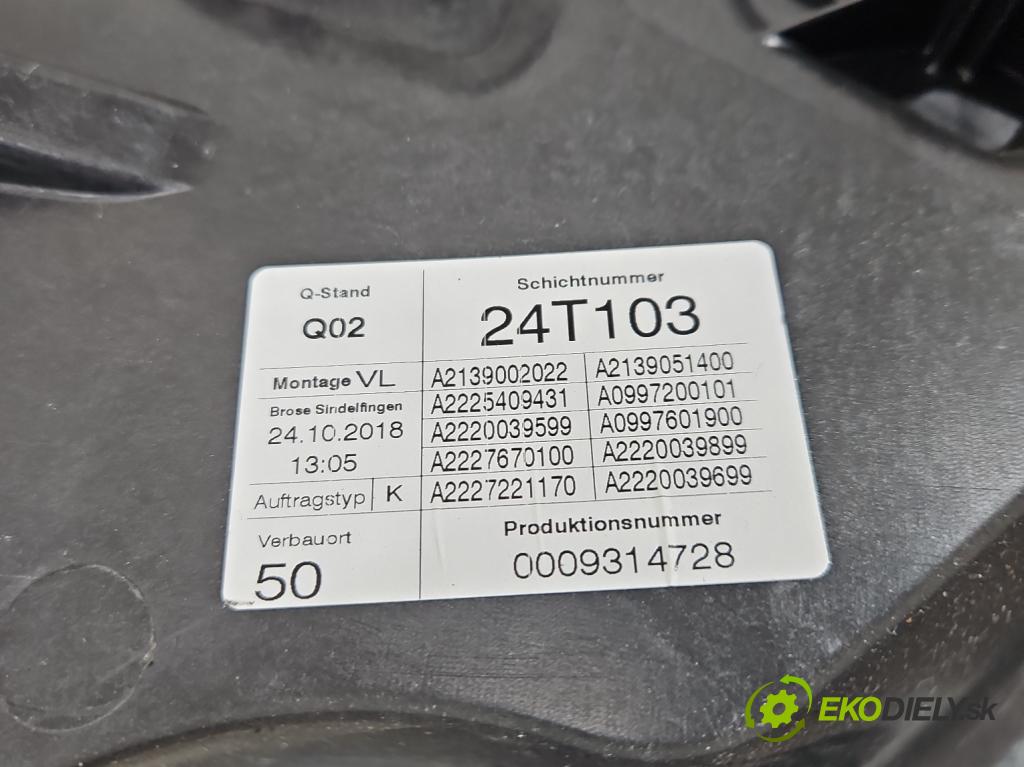 Q-Stand
Q02
Schichtnummer
24T103
Montage VL
Brose Sindelfingen
24.10.2018
13:05
Auftragstyp K
A2139002022 A2139051400
A2225409431 A0997200101
A2220039599 A0997601900
A2227670100 A2220039899
A2227221170 A2220039699
Verbauort
50
Produktionsnummer
0009314728
EKODIELY.sk